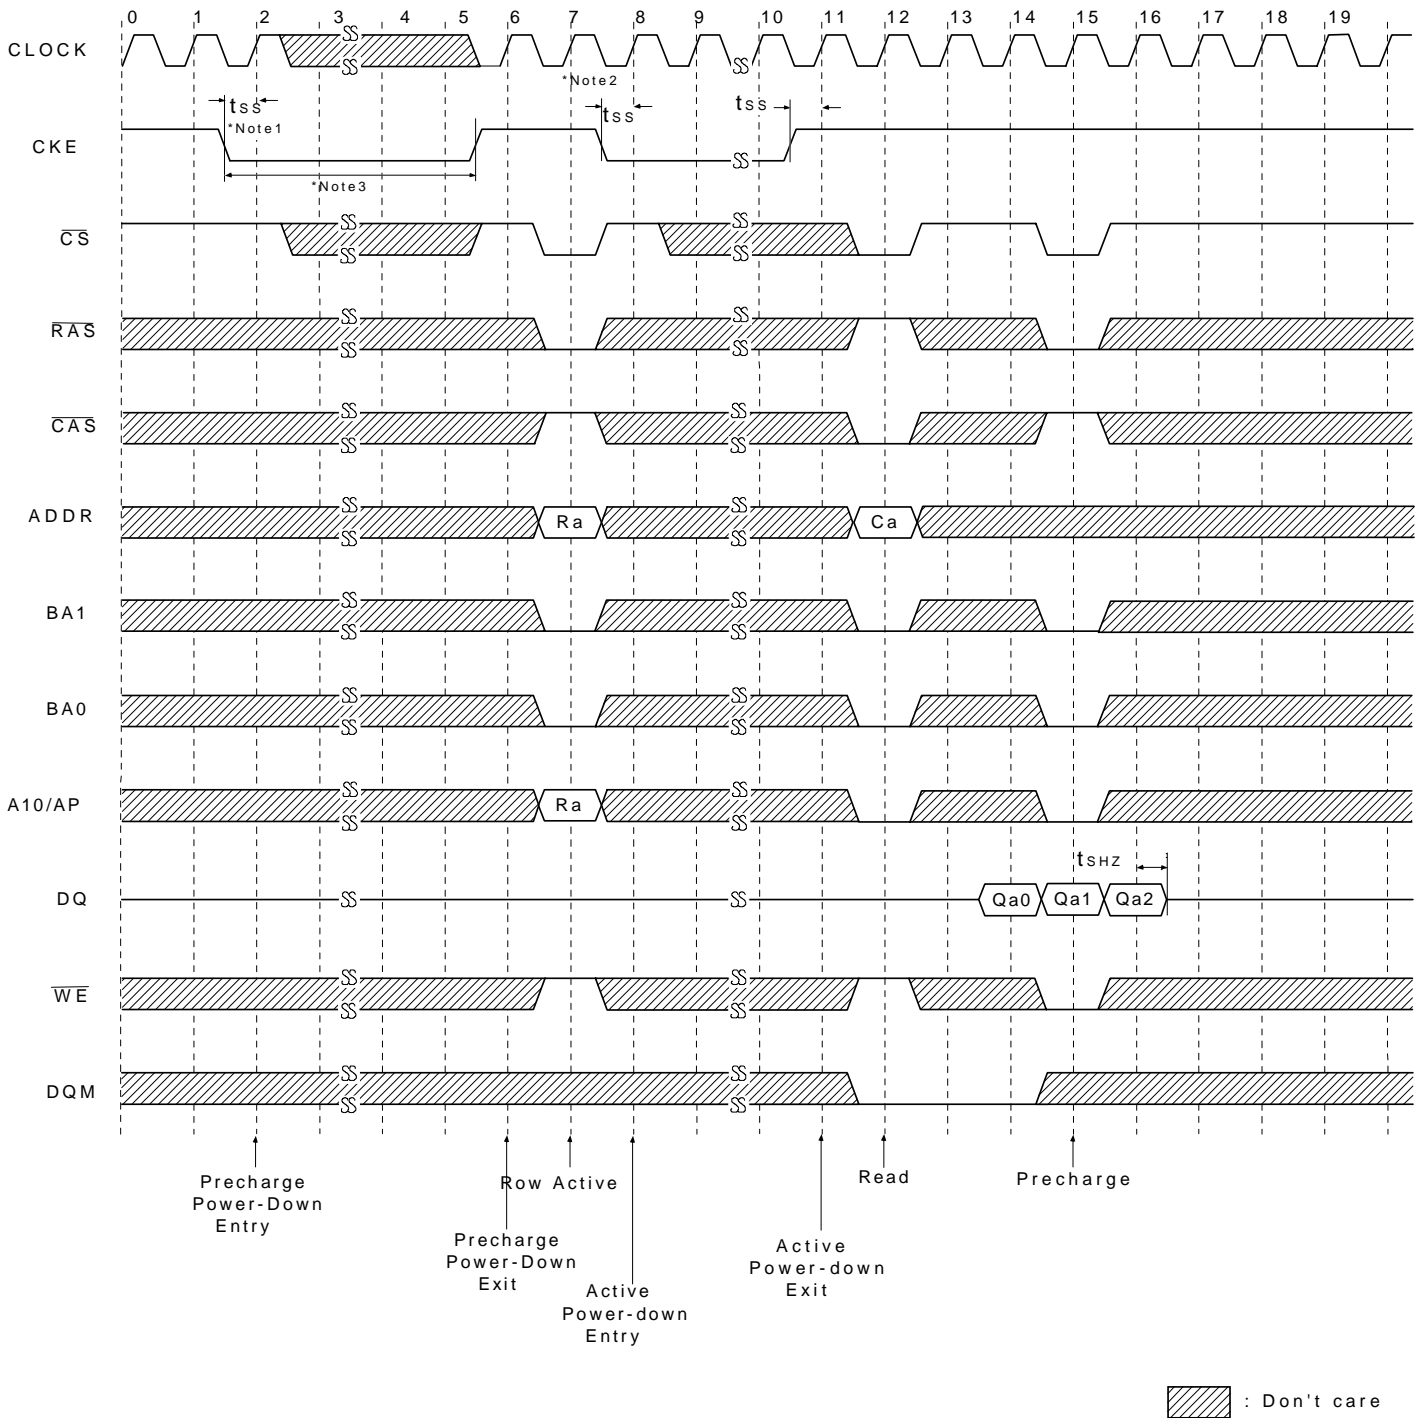 0 1 2 3 4 5 6 7 8 9 10 11 12 13 14 15 16 17 18 19
CLOCK
*Note2
tSS
tSS
tSS
*Note1
CKE
*Note3
CS
RAS
CAS
ADDR Ra Ca
BA1
BA0
A10/AP Ra
tSHZ
DQ Qa0 Qa1 Qa2
WE
DQM
Precharge
Power-Down
Entry
Row Active
Read
Precharge
Precharge
Power-Down
Exit
Active
Power-down
Exit
Active
Power-down
Entry
: Don't care